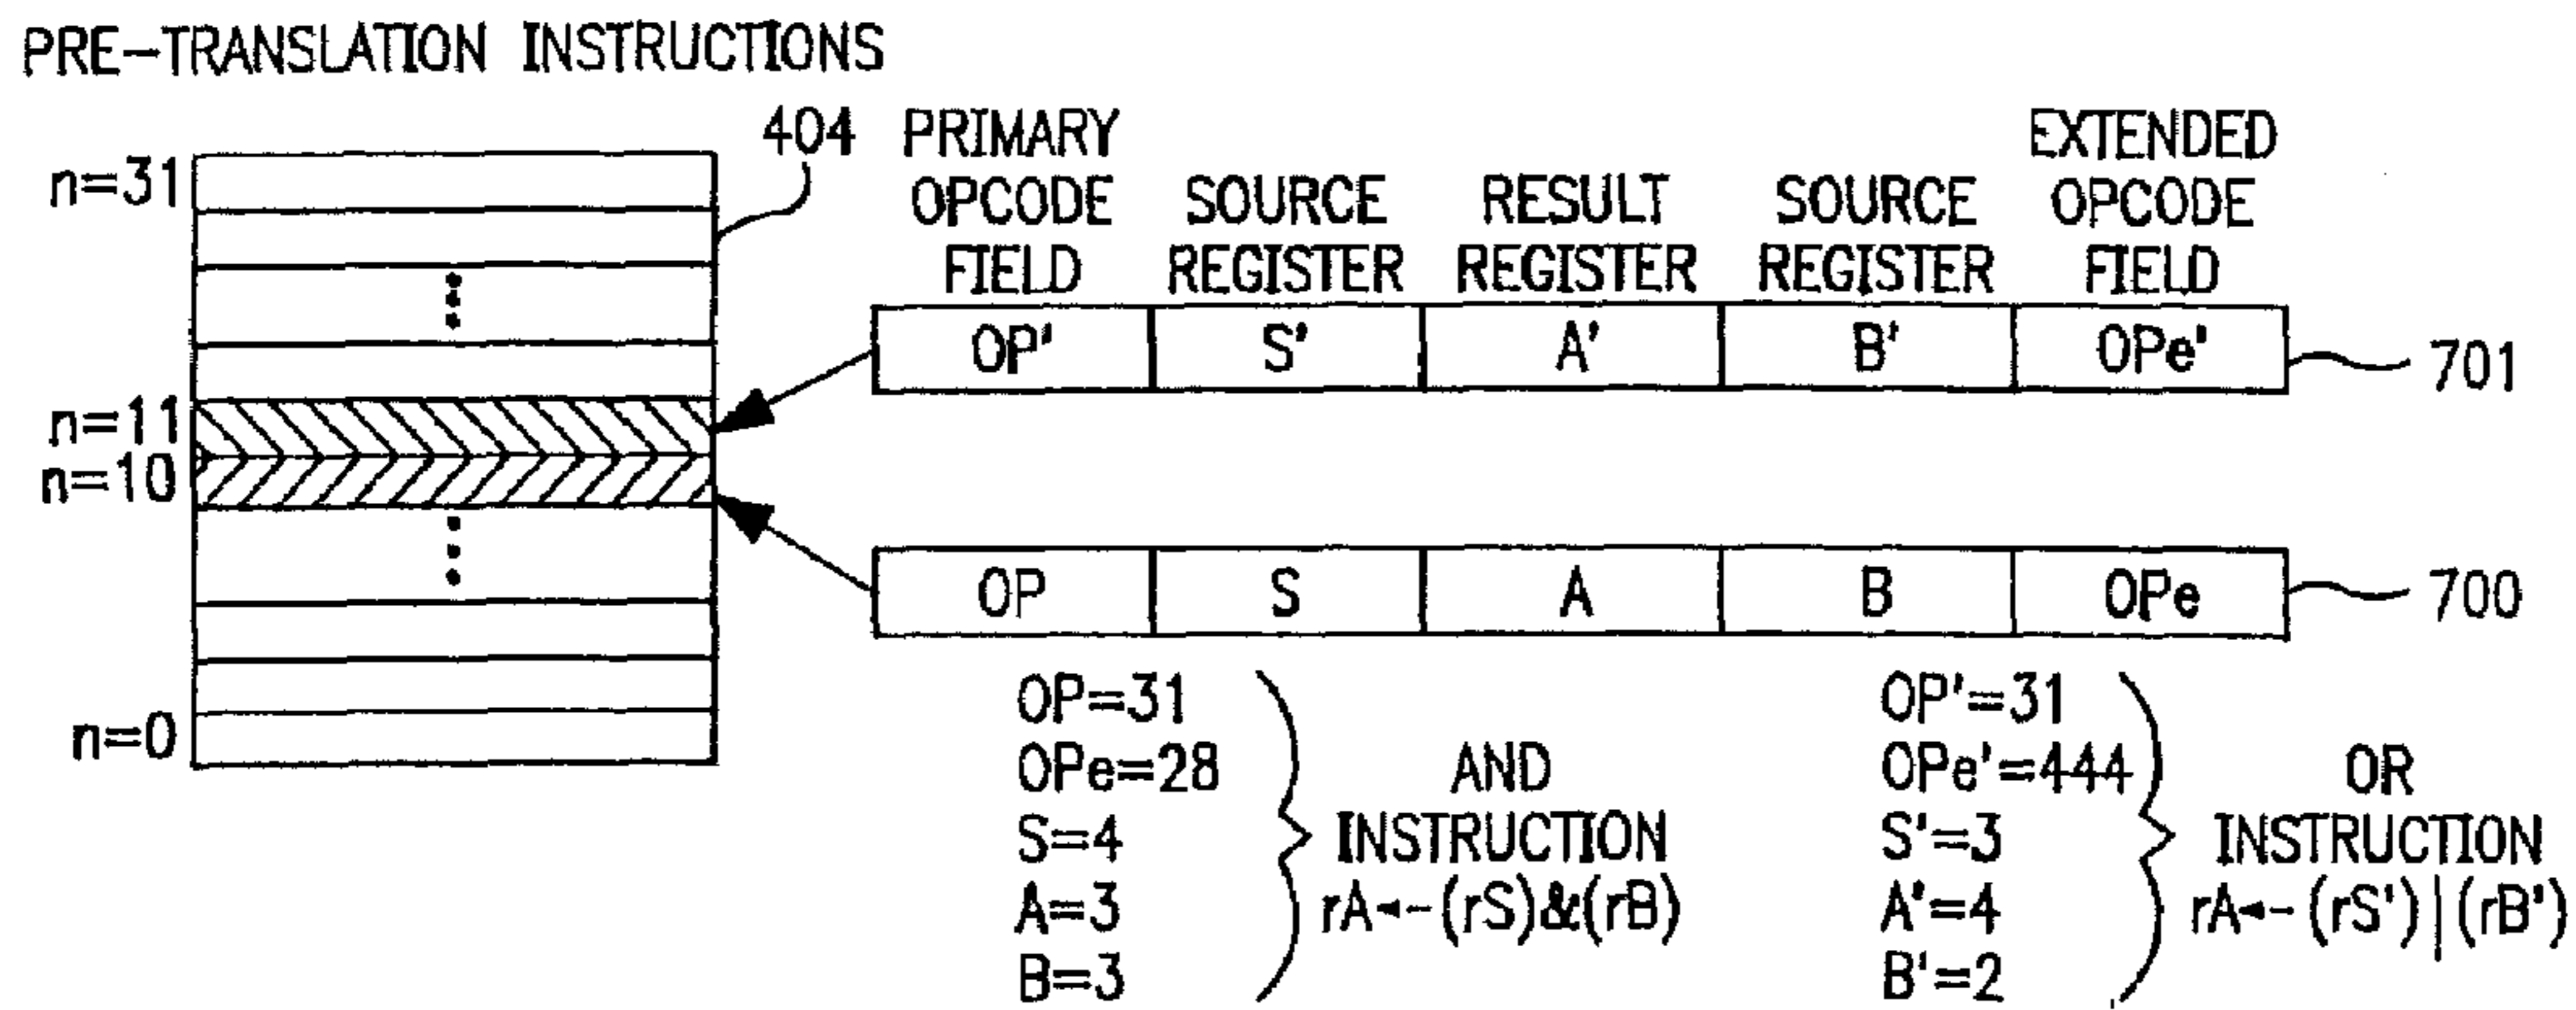 PRE-TRANSLATION INSTRUCTIONS
404
PRIMARY OPCODE FIELD
SOURCE REGISTER
RESULT REGISTER
SOURCE REGISTER
EXTENDED OPCODE FIELD
n=31
n=11
n=10
n=0
OP' S' A' B' OPe'
701
OP S A B OPe
700
OP=31
OPe=28
S=4
A=3
B=3
AND
INSTRUCTION
rA◄-(rS)&(rB)
OP'=31
OPe'=444
S'=3
A'=4
B'=2
OR
INSTRUCTION
rA◄-(rS')|(rB')